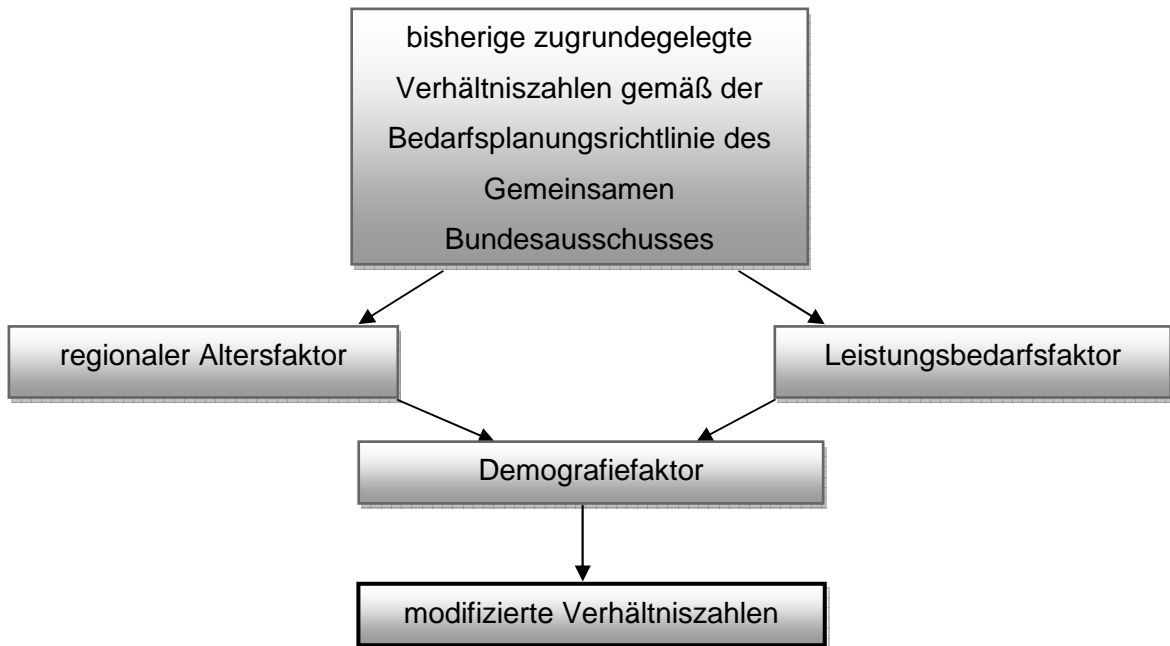 bisherige zugrundegelegte
Verhältniszahlen gemäß der
Bedarfsplanungsrichtlinie des
Gemeinsamen
Bundesausschusses
regionaler Altersfaktor
Leistungsbedarfsfaktor
Demografiefaktor
modifizierte Verhältniszahlen